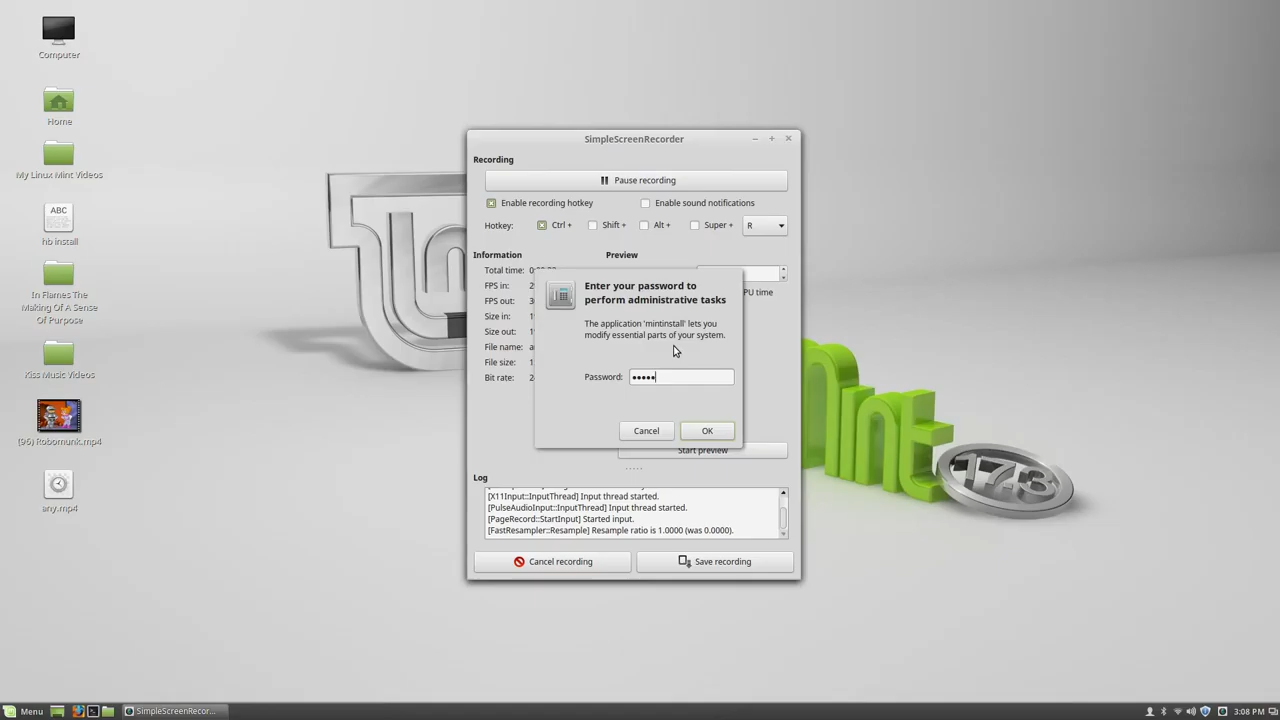 Computer
Home
My Linux Mint Videos
ABC
hb install
In Flames The
Making Of A Sense
Of Purpose
Kiss Music Videos
(96) Robomunk.mp4
any.mp4
SimpleScreenRecorder
Recording
Pause recording
Enable recording hotkey
Enable sound notifications
Hotkey:
Ctrl +
Shift +
Alt +
Super +
R
Information
Preview
Total time:
FPS in:
FPS out:
Size in:
Size out:
File name:
File size:
Bit rate:
PU time
Enter your password to
perform administrative tasks
The application 'mintinstall' lets you
modify essential parts of your system.
Password: •••••
Cancel
OK
Start preview
Log
[X11Input::InputThread] Input thread started.
[PulseAudioInput::InputThread] Input thread started.
[PageRecord::StartInput] Started input.
[FastResampler::Resample] Resample ratio is 1.0000 (was 0.0000).
Cancel recording
Save recording
Mint
17.3
Menu
SimpleScreenRecor...
3:08 PM